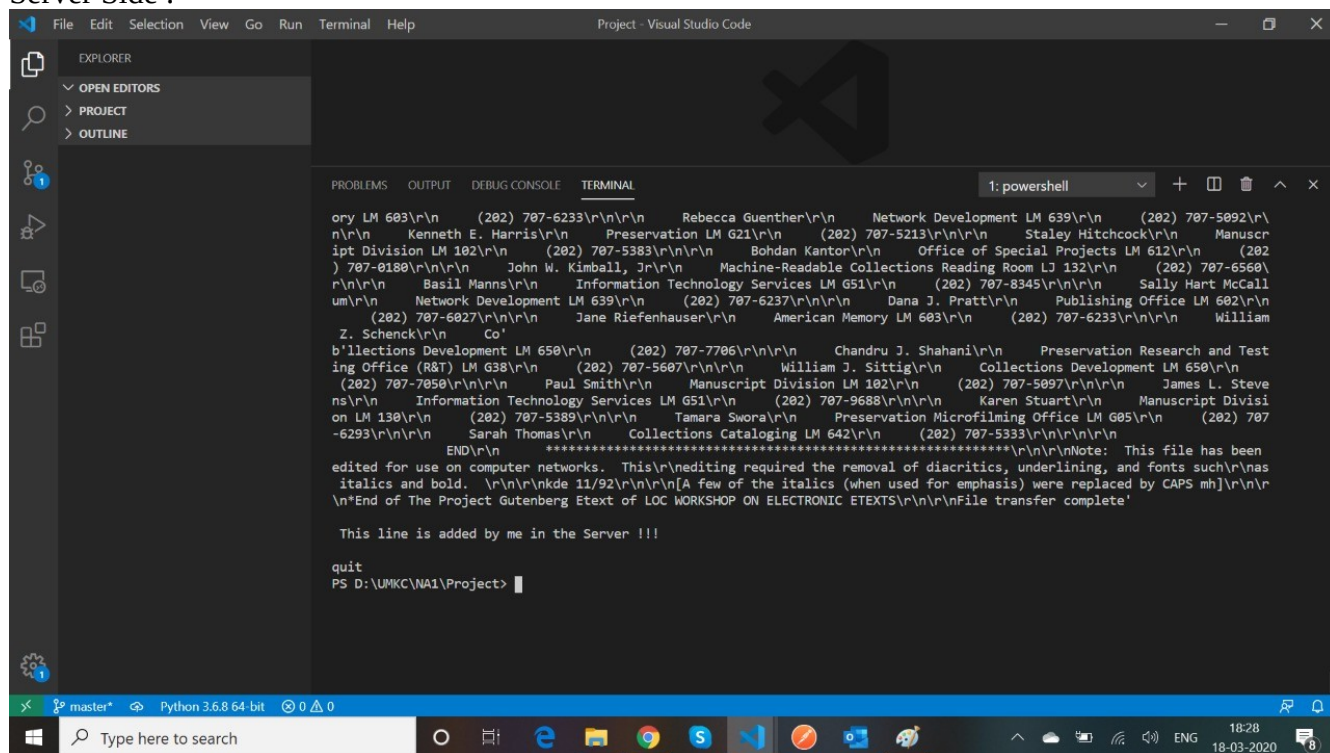 Server Side :
File Edit Selection View Go Run Terminal Help Project - Visual Studio Code
EXPLORER
OPEN EDITORS
PROJECT
OUTLINE
1
PROBLEMS OUTPUT DEBUG CONSOLE TERMINAL 1: powershell
ory LM 603\r\n     (202) 707-6233\r\n\r\n     Rebecca Guenther\r\n     Network Development LM 639\r\n     (202) 707-5092\r\
n\r\n     Kenneth E. Harris\r\n     Preservation LM G21\r\n     (202) 707-5213\r\n\r\n     Staley Hitchcock\r\n     Manuscr
ipt Division LM 102\r\n     (202) 707-5383\r\n\r\n     Bohdan Kantor\r\n     Office of Special Projects LM 612\r\n     (202
) 707-0180\r\n\r\n     John W. Kimball, Jr\r\n     Machine-Readable Collections Reading Room LJ 132\r\n     (202) 707-6560\
r\n\r\n     Basil Manns\r\n     Information Technology Services LM G51\r\n     (202) 707-8345\r\n\r\n     Sally Hart McCall
um\r\n     Network Development LM 639\r\n     (202) 707-6237\r\n\r\n     Dana J. Pratt\r\n     Publishing Office LM 602\r\n
     (202) 707-6027\r\n\r\n     Jane Riefenhauser\r\n     American Memory LM 603\r\n     (202) 707-6233\r\n\r\n     William
 Z. Schenck\r\n     Co'
b'llections Development LM 650\r\n     (202) 707-7706\r\n\r\n     Chandru J. Shahani\r\n     Preservation Research and Test
ing Office (R&T) LM G38\r\n     (202) 707-5607\r\n\r\n     William J. Sittig\r\n     Collections Development LM 650\r\n
 (202) 707-7050\r\n\r\n     Paul Smith\r\n     Manuscript Division LM 102\r\n     (202) 707-5097\r\n\r\n     James L. Steve
ns\r\n     Information Technology Services LM G51\r\n     (202) 707-9688\r\n\r\n     Karen Stuart\r\n     Manuscript Divisi
on LM 130\r\n     (202) 707-5389\r\n\r\n     Tamara Swora\r\n     Preservation Microfilming Office LM G05\r\n     (202) 707
-6293\r\n\r\n     Sarah Thomas\r\n     Collections Cataloging LM 642\r\n     (202) 707-5333\r\n\r\n\r\n
END\r\n     *************************************************************\r\n\r\nNote:  This file has been
edited for use on computer networks.  This\r\nediting required the removal of diacritics, underlining, and fonts such\r\nas
 italics and bold.  \r\n\r\nkde 11/92\r\n\r\n[A few of the italics (when used for emphasis) were replaced by CAPS mh]\r\n\r
\n*End of The Project Gutenberg Etext of LOC WORKSHOP ON ELECTRONIC ETEXTS\r\n\r\nFile transfer complete'
This line is added by me in the Server !!!
quit
PS D:\UMKC\NA1\Project>
1
master* Python 3.6.8 64-bit 0 0
Type here to search ENG 18:28
18-03-2020 8